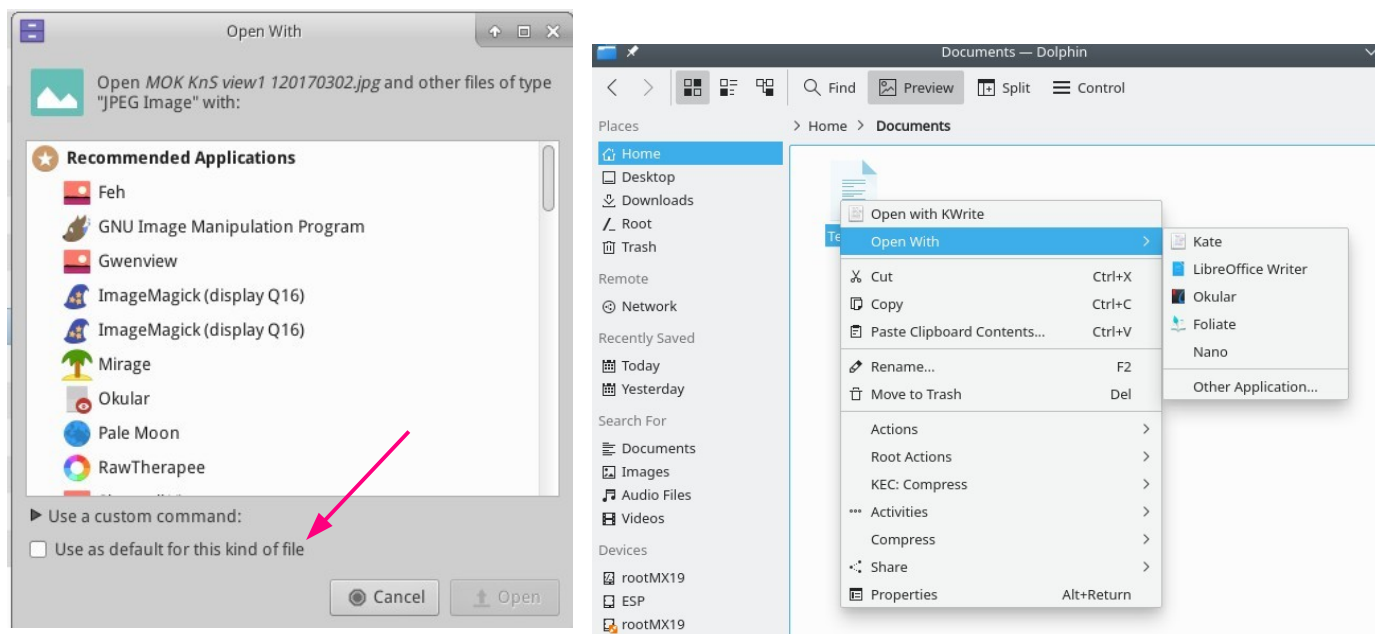 Open With
Open MOK KnS view1 120170302.jpg and other files of type
"JPEG Image" with:
Recommended Applications
Feh
GNU Image Manipulation Program
Gwenview
ImageMagick (display Q16)
ImageMagick (display Q16)
Mirage
Okular
Pale Moon
RawTherapee
Use a custom command:
Use as default for this kind of file
Cancel
Open
Documents — Dolphin
Find
Preview
Split
Control
Places
Home
Desktop
Downloads
Root
Trash
Remote
Network
Recently Saved
Today
Yesterday
Search For
Documents
Images
Audio Files
Videos
Devices
rootMX19
ESP
rootMX19
Home > Documents
Te
Open with KWrite
Open With
Cut Ctrl+X
Copy Ctrl+C
Paste Clipboard Contents... Ctrl+V
Rename... F2
Move to Trash Del
Actions
Root Actions
KEC: Compress
Activities
Compress
Share
Properties Alt+Return
Kate
LibreOffice Writer
Okular
Foliate
Nano
Other Application...